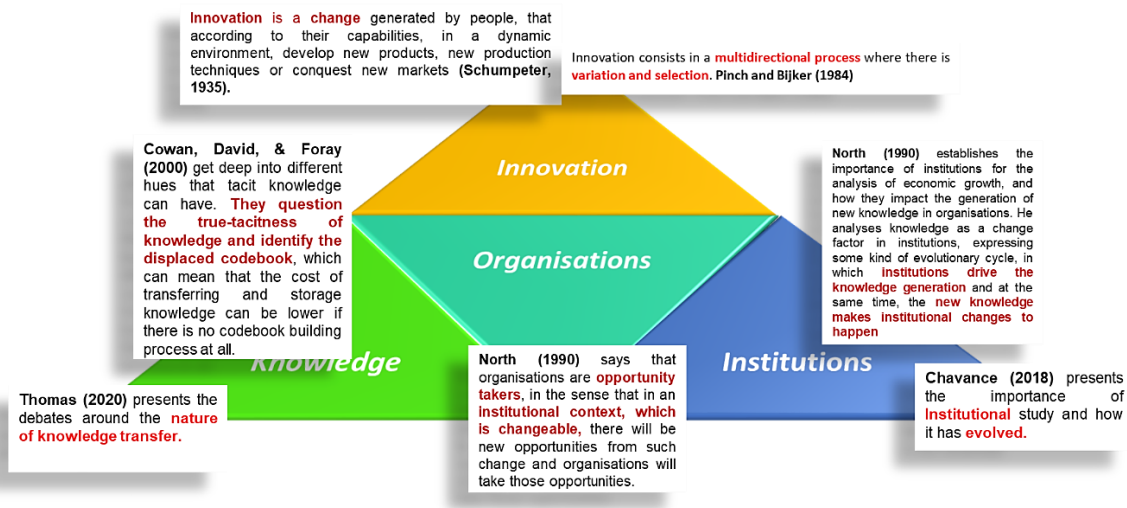 Innovation is a change generated by people, that
according to their capabilities, in a dynamic
environment, develop new products, new production
techniques or conquest new markets (Schumpeter,
1935).
Innovation consists in a multidirectional process where there is
variation and selection. Pinch and Bijker (1984)
Innovation
Cowan, David, & Foray
(2000) get deep into different
hues that tacit knowledge
can have. They question
the true-tacitness of
knowledge and identify the
displaced codebook, which
can mean that the cost of
transferring and storage
knowledge can be lower if
there is no codebook building
process at all.
North (1990) establishes the
importance of institutions for the
analysis of economic growth, and
how they impact the generation of
new knowledge in organisations. He
analyses knowledge as a change
factor in institutions, expressing
some kind of evolutionary cycle, in
which institutions drive the
knowledge generation and at the
same time, the new knowledge
makes institutional changes to
happen
Organisations
Knowledge
Institutions
North (1990) says that
organisations are opportunity
takers, in the sense that in an
institutional context, which
is changeable, there will be
new opportunities from such
change and organisations will
take those opportunities.
Thomas (2020) presents the
debates around the nature
of knowledge transfer.
Chavance (2018) presents
the importance of
Institutional study and how
it has evolved.